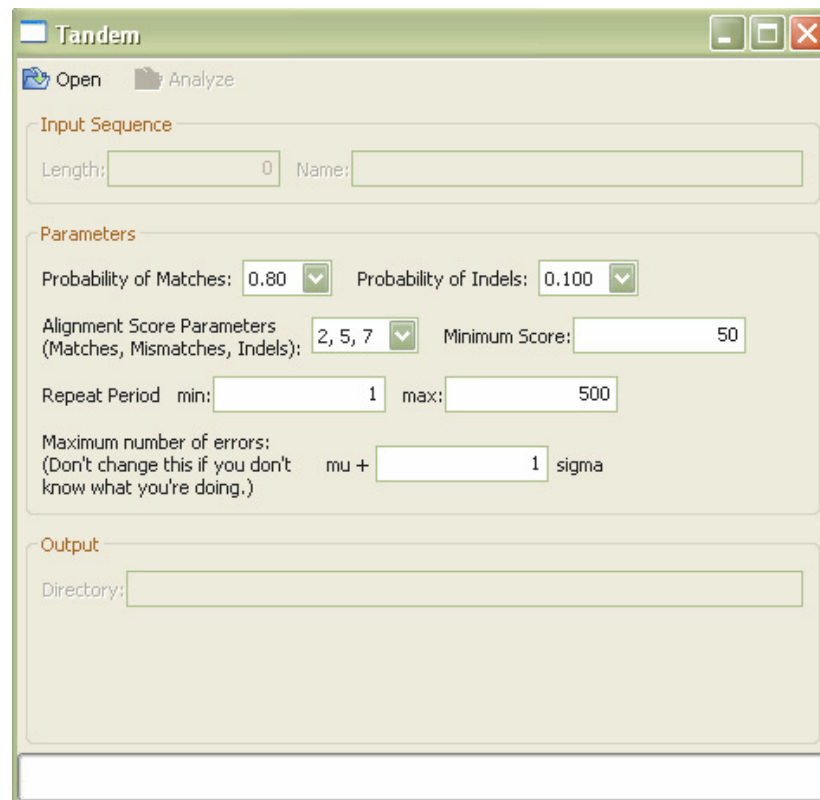 Tandem
Open Analyze
Input Sequence
Length: 0 Name:
Parameters
Probability of Matches: 0.80 Probability of Indels: 0.100
Alignment Score Parameters
(Matches, Mismatches, Indels): 2, 5, 7 Minimum Score: 50
Repeat Period min: 1 max: 500
Maximum number of errors:
(Don't change this if you don't mu + 1 sigma
know what you're doing.)
Output
Directory: